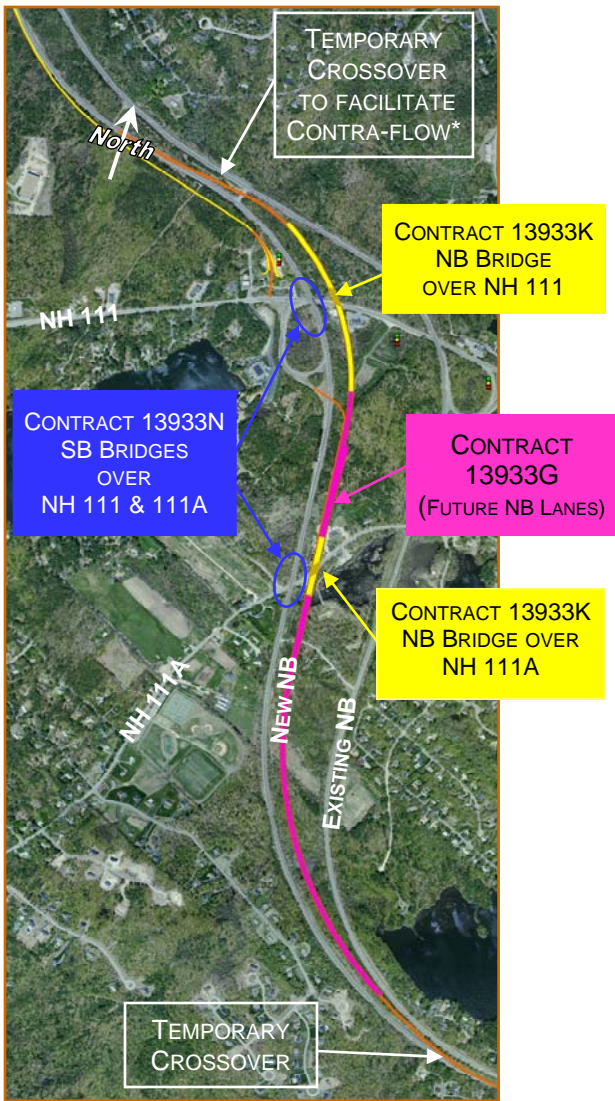 TEMPORARY
CROSSOVER
TO FACILITATE
CONTRA-FLOW*
North
CONTRACT 13933K
NB BRIDGE
OVER NH 111
NH 111
CONTRACT 13933N
SB BRIDGES
OVER
NH 111 & 111A
CONTRACT
13933G
(FUTURE NB LANES)
CONTRACT 13933K
NB BRIDGE OVER
NH 111A
NH 111A
NEW NB
EXISTING NB
TEMPORARY
CROSSOVER